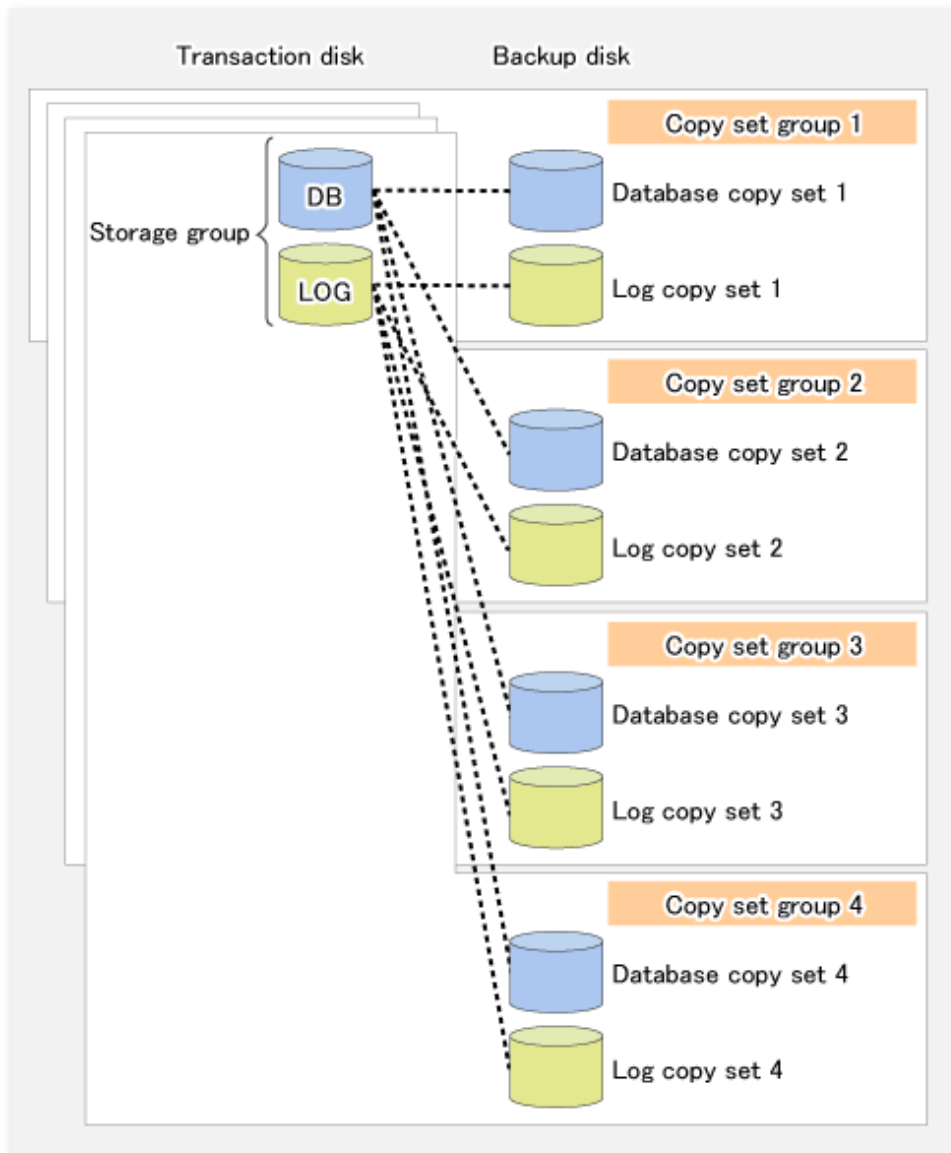 Transaction disk
Backup disk
Copy set group 1
DB
Database copy set 1
Storage group
LOG
Log copy set 1
Copy set group 2
Database copy set 2
Log copy set 2
Copy set group 3
Database copy set 3
Log copy set 3
Copy set group 4
Database copy set 4
Log copy set 4